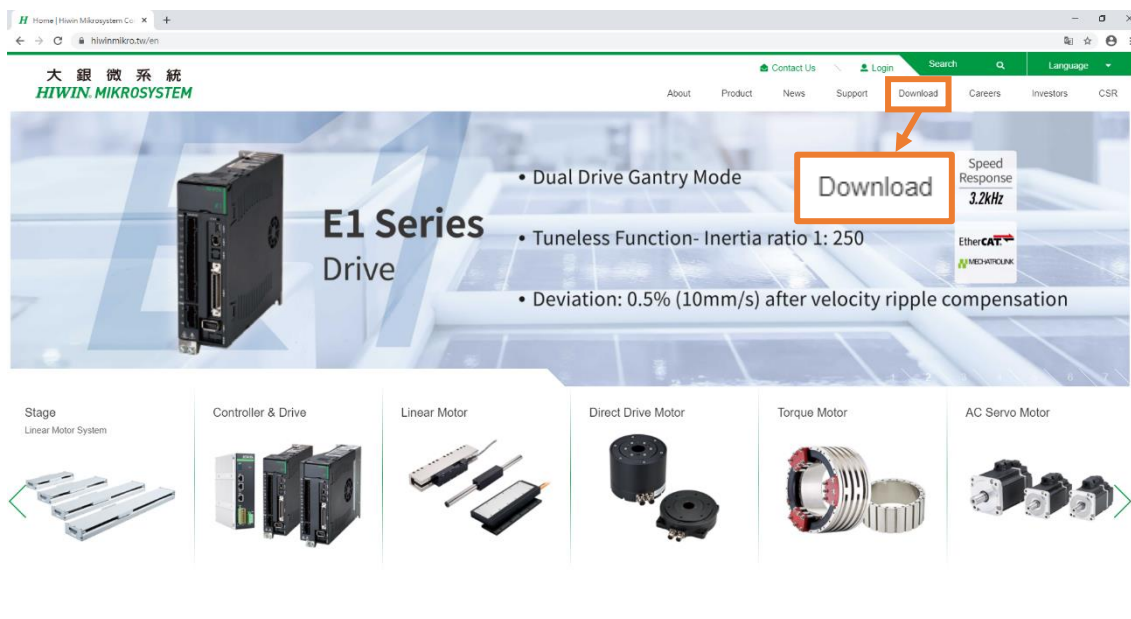 Home | Hiwin Mikrosystem Co
hiwinmikro.tw/en
Contact Us
Login
Search
Language
大銀微系統
HIWIN. MIKROSYSTEM
About Product News Support Download Careers Investors CSR
E1 Series
Drive
• Dual Drive Gantry Mode
• Tuneless Function- Inertia ratio 1: 250
• Deviation: 0.5% (10mm/s) after velocity ripple compensation
Download
Speed
Response
3.2kHz
EtherCAT
MECHATROLINK
Stage
Linear Motor System
Controller & Drive
Linear Motor
Direct Drive Motor
Torque Motor
AC Servo Motor